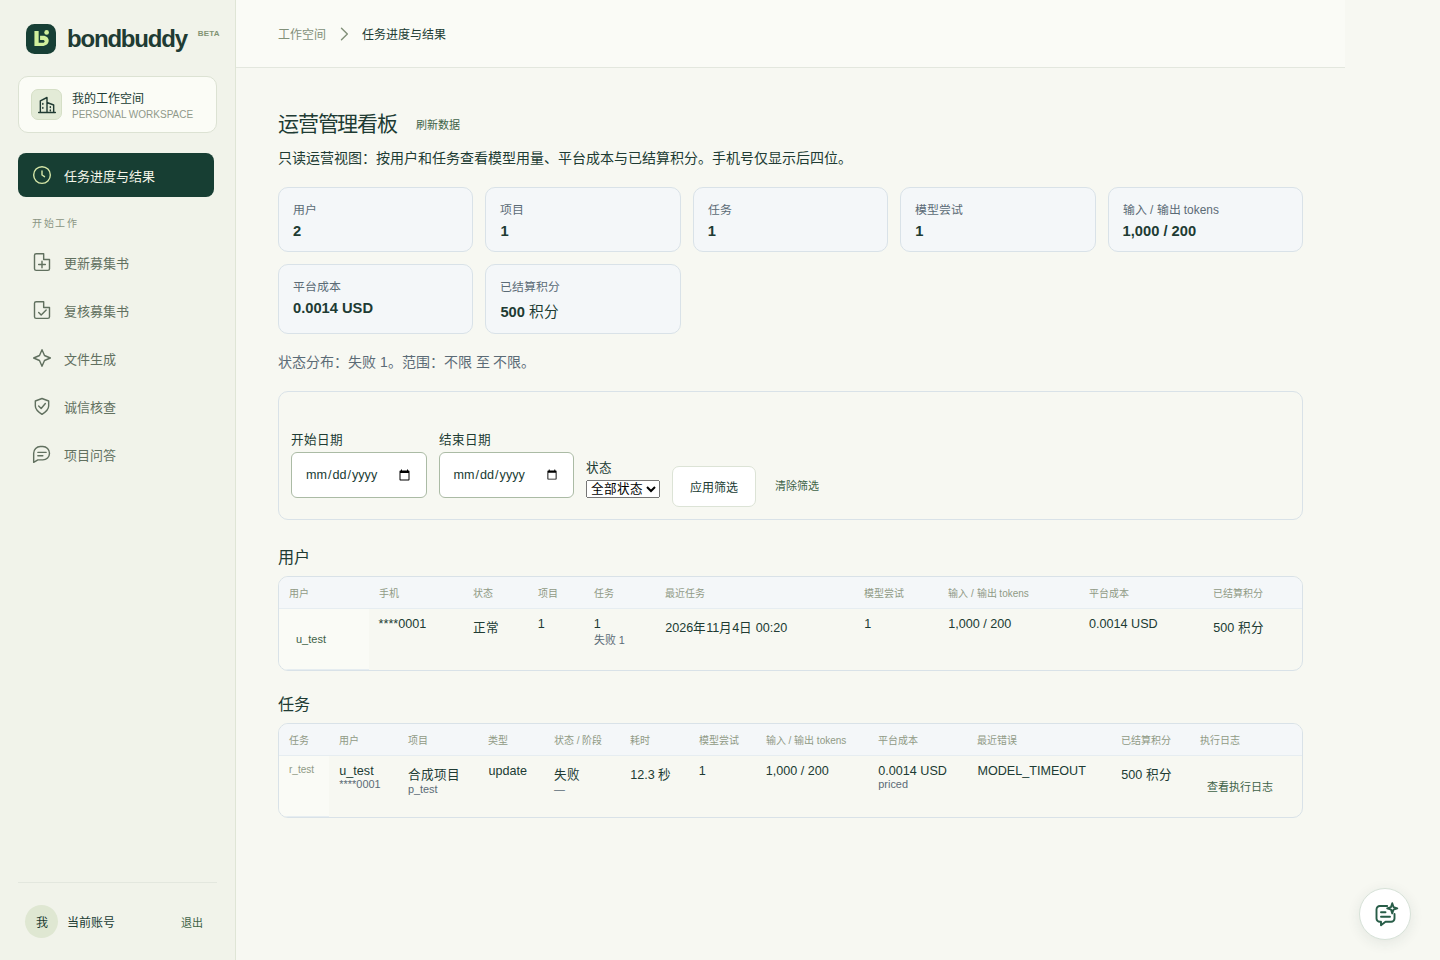 bondbuddy BETA
我的工作空间
PERSONAL WORKSPACE
任务进度与结果
开始工作
更新募集书
复核募集书
文件生成
诚信核查
项目问答
我 当前账号 退出
工作空间 任务进度与结果
运营管理看板 刷新数据
只读运营视图：按用户和任务查看模型用量、平台成本与已结算积分。手机号仅显示后四位。
用户 项目 任务 模型尝试 输入 / 输出 tokens
2 1 1 1 1,000 / 200
平台成本 已结算积分
0.0014 USD 500 积分
状态分布：失败 1。范围：不限 至 不限。
开始日期 结束日期 状态
mm/dd/yyyy mm/dd/yyyy 全部状态 应用筛选 清除筛选
用户
用户 手机 状态 项目 任务 最近任务 模型尝试 输入 / 输出 tokens 平台成本 已结算积分
u_test ****0001 正常 1 1 2026年11月4日 00:20 1 1,000 / 200 0.0014 USD 500 积分
失败 1
任务
任务 用户 项目 类型 状态 / 阶段 耗时 模型尝试 输入 / 输出 tokens 平台成本 最近错误 已结算积分 执行日志
r_test u_test 合成项目 update 失败 12.3 秒 1 1,000 / 200 0.0014 USD MODEL_TIMEOUT 500 积分 查看执行日志
****0001 p_test — priced